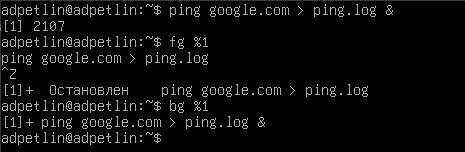 adpetlin@adpetlin:~$ ping google.com > ping.log &
[1] 2107
adpetlin@adpetlin:~$ fg %1
ping google.com > ping.log
^Z
[1]+  Остановлен    ping google.com > ping.log
adpetlin@adpetlin:~$ bg %1
[1]+ ping google.com > ping.log &
adpetlin@adpetlin:~$